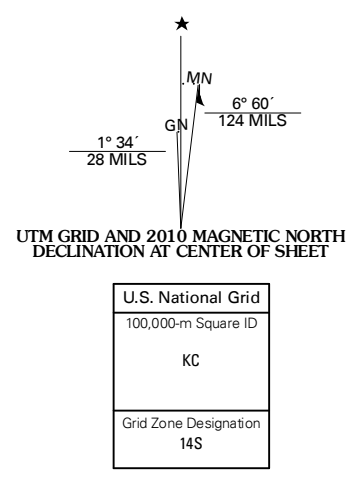 MN
6° 60´
124 MILS
GN
1° 34´
28 MILS
UTM GRID AND 2010 MAGNETIC NORTH
DECLINATION AT CENTER OF SHEET
U.S. National Grid
100,000-m Square ID
KC
Grid Zone Designation
14S